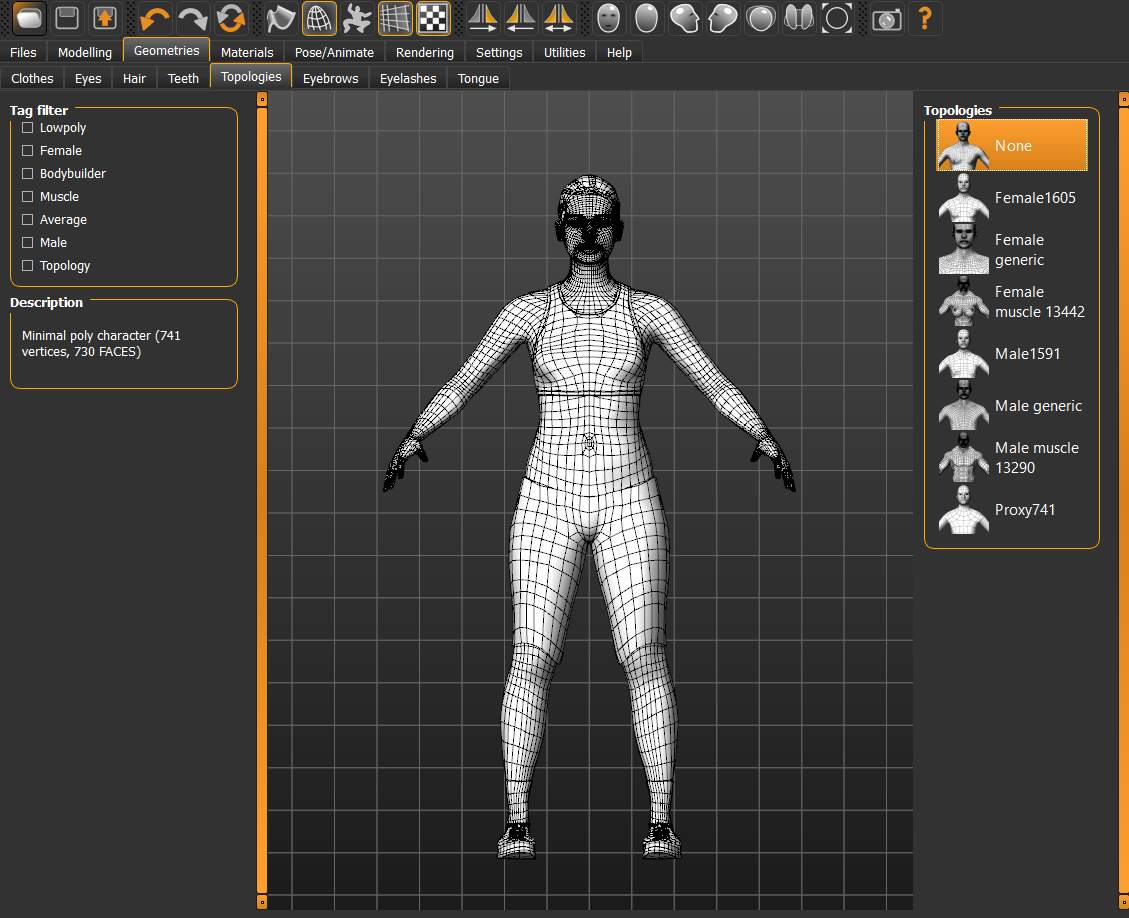 ?
Files Modelling Geometries Materials Pose/Animate Rendering Settings Utilities Help
Clothes Eyes Hair Teeth Topologies Eyebrows Eyelashes Tongue
Tag filter
Lowpoly
Female
Bodybuilder
Muscle
Average
Male
Topology
Description
Minimal poly character (741
vertices, 730 FACES)
Topologies
None
Female1605
Female
generic
Female
muscle 13442
Male1591
Male generic
Male muscle
13290
Proxy741